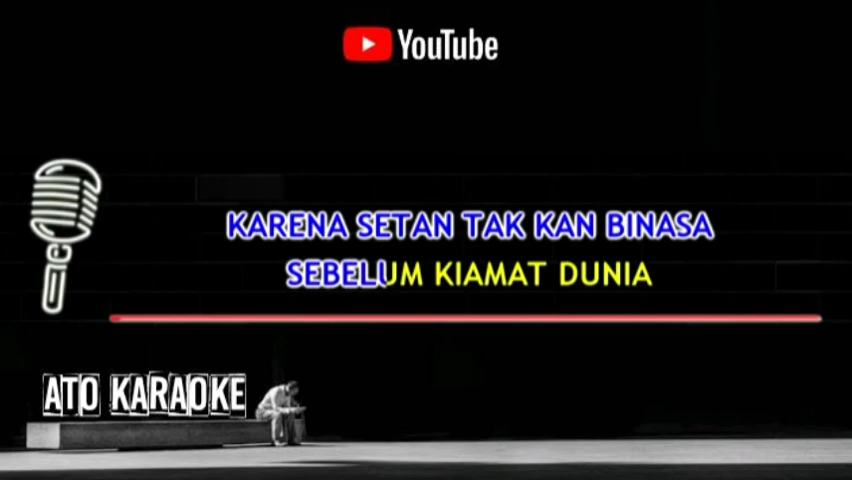 YouTube
KARENA SETAN TAK KAN BINASA
SEBELUM KIAMAT DUNIA
ATO KARAOKE